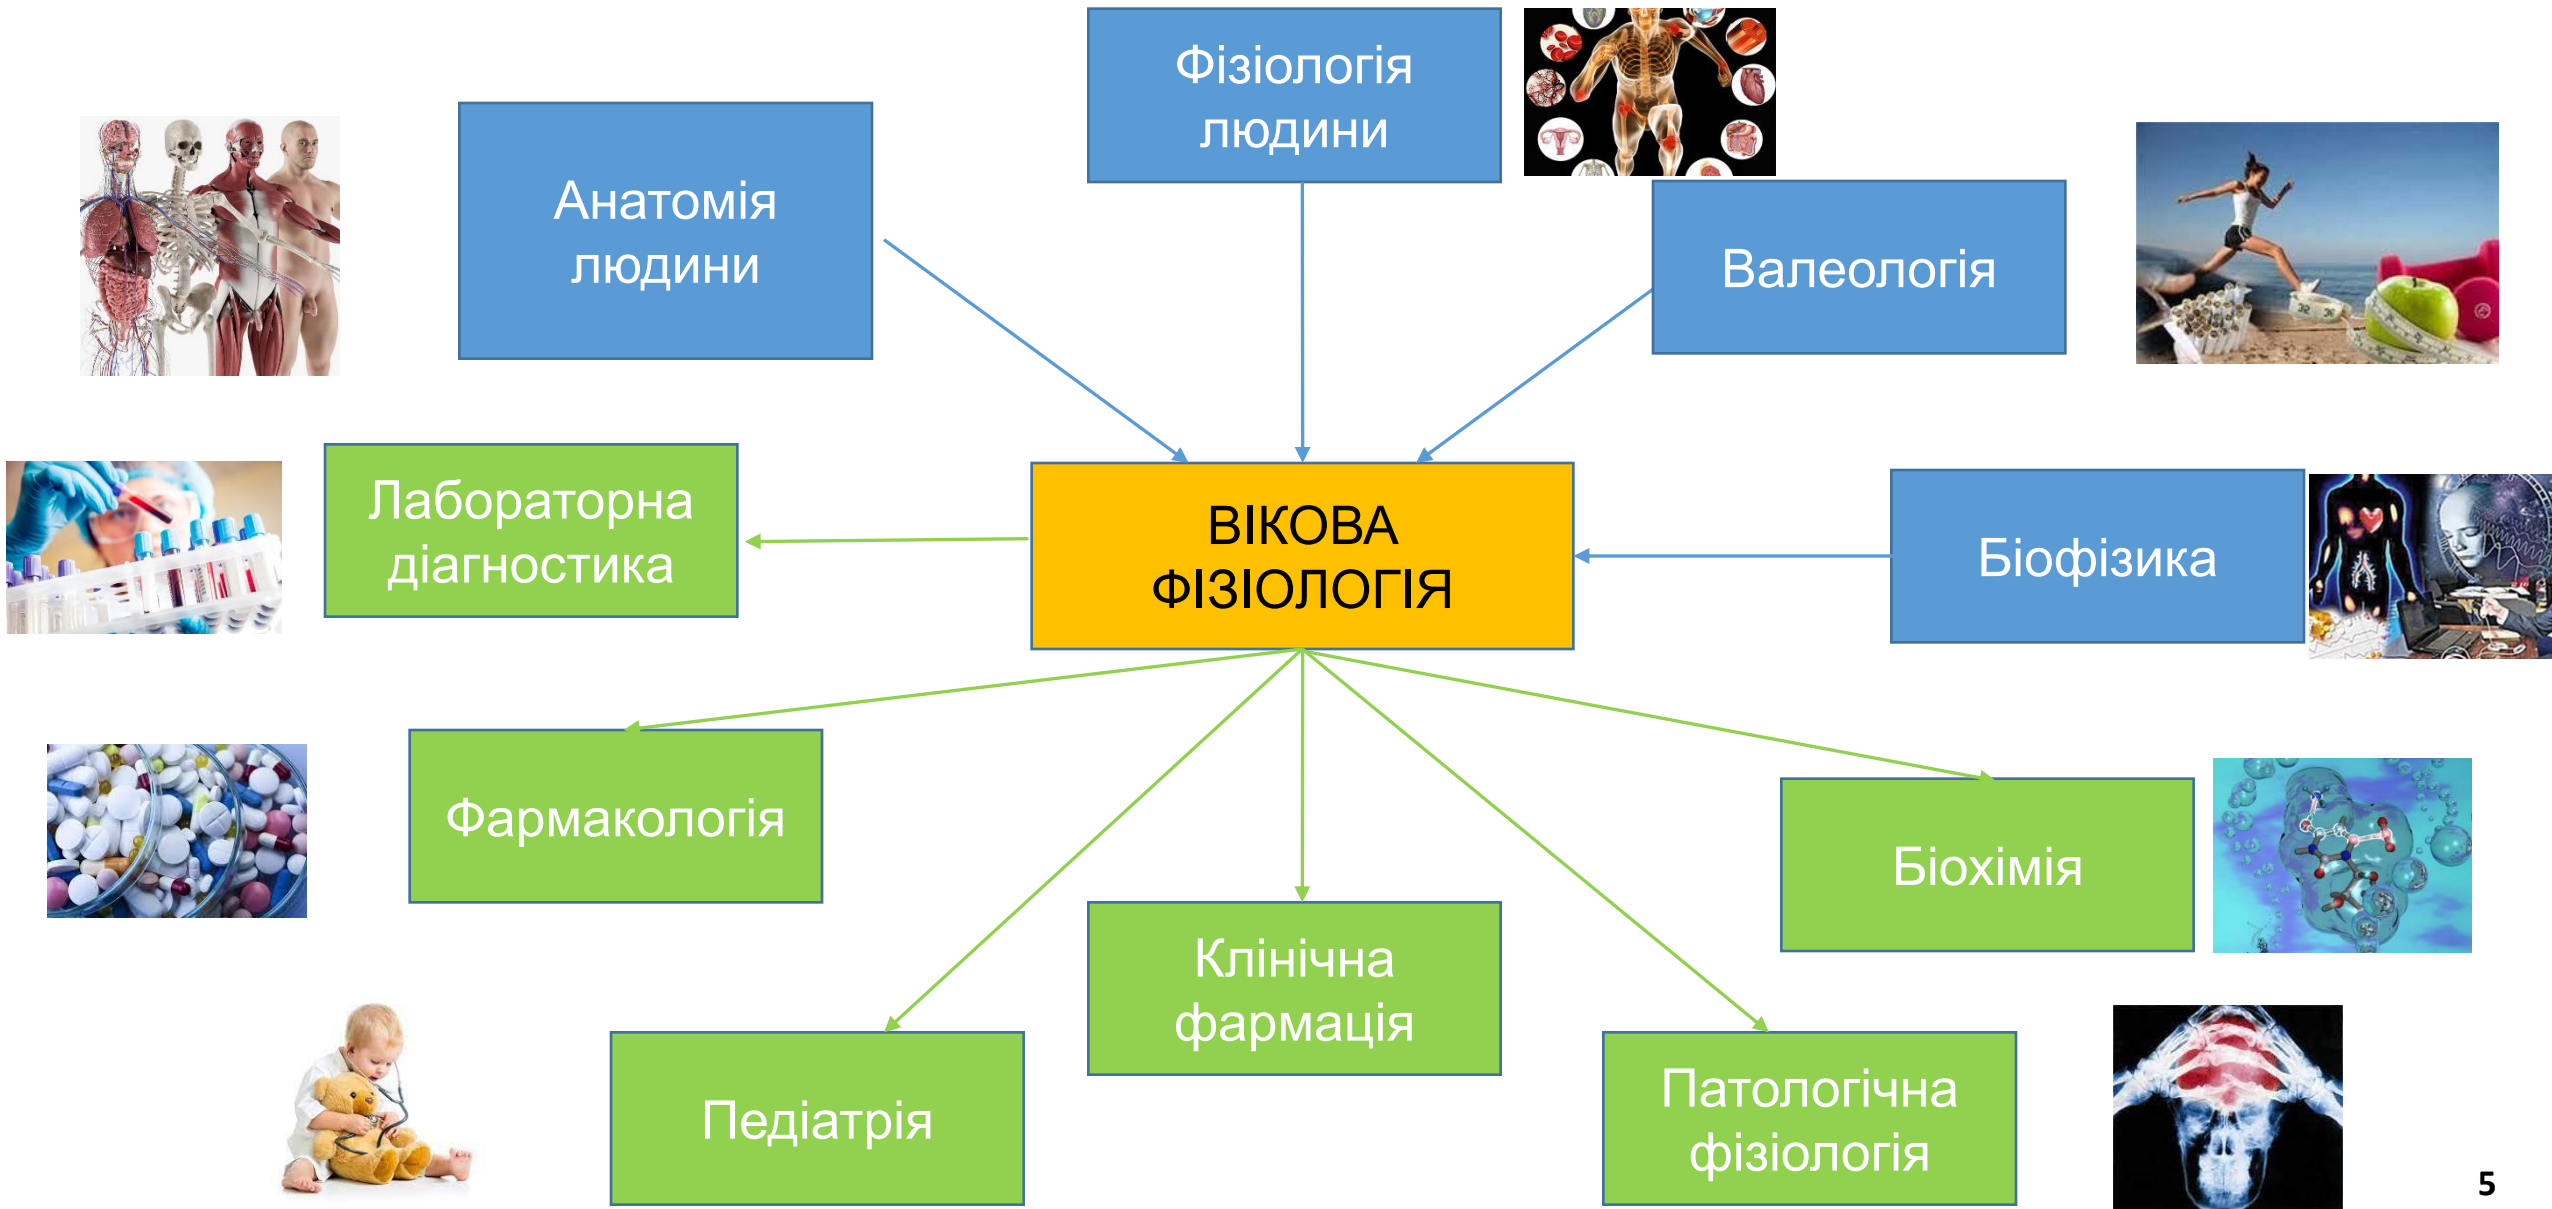 Фізіологія
людини
Анатомія
людини
Валеологія
Лабораторна
діагностика
ВІКОВА
ФІЗІОЛОГІЯ
Біофізика
Фармакологія
Біохімія
Клінічна
фармація
Педіатрія
Патологічна
фізіологія
5